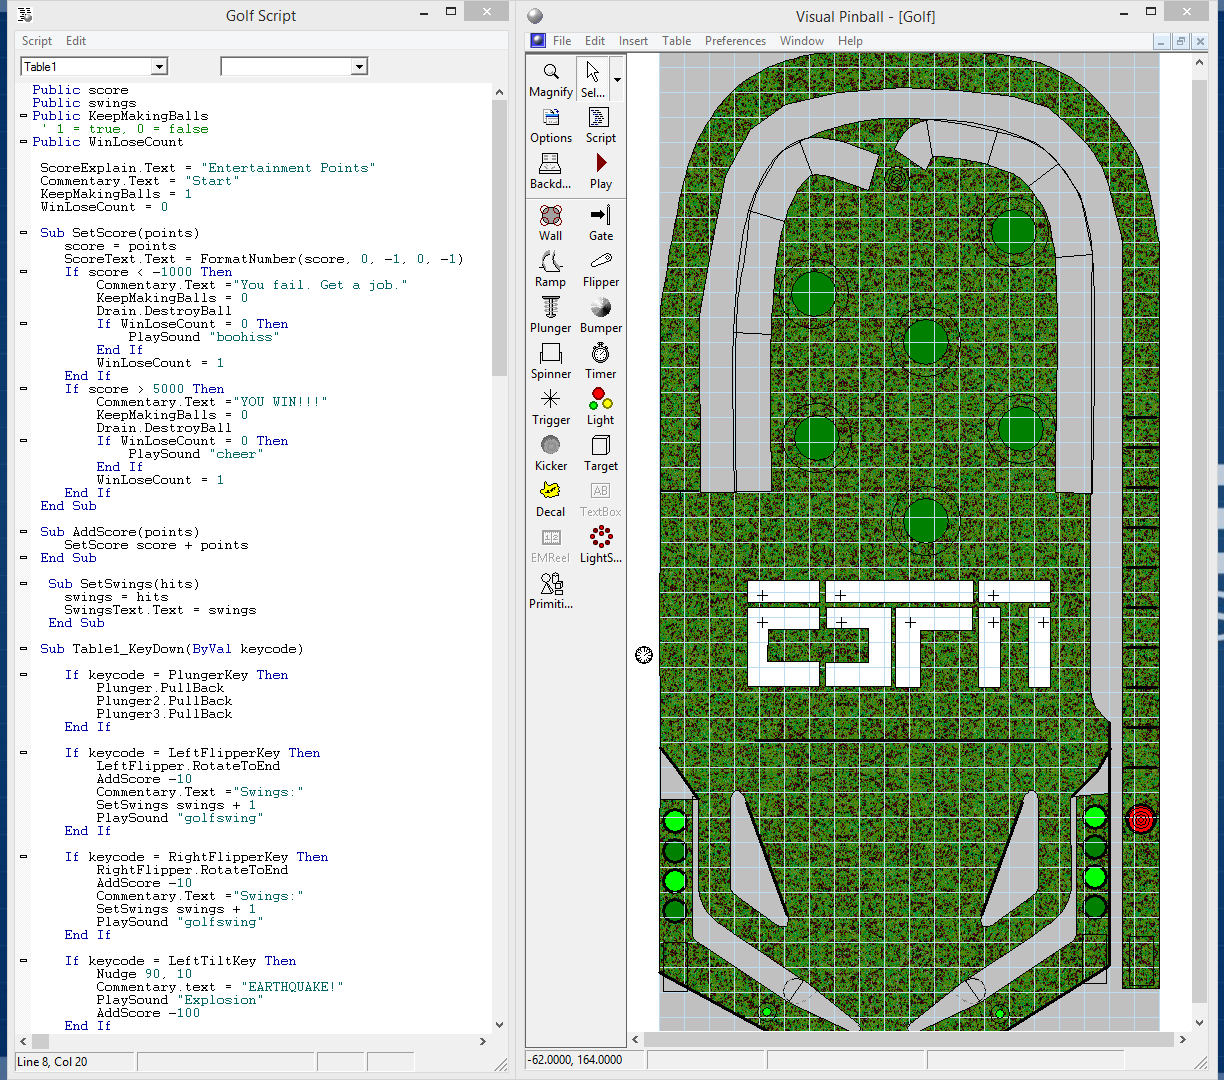 Golf Script
Script Edit
Table1
Public score
Public swings
Public KeepMakingBalls
' 1 = true, 0 = false
Public WinLoseCount
ScoreExplain.Text = "Entertainment Points"
Commentary.Text = "Start"
KeepMakingBalls = 1
WinLoseCount = 0
Sub SetScore(points)
score = points
ScoreText.Text = FormatNumber(score, 0, -1, 0, -1)
If score < -1000 Then
Commentary.Text ="You fail. Get a job."
KeepMakingBalls = 0
Drain.DestroyBall
If WinLoseCount = 0 Then
PlaySound "boohiss"
End If
WinLoseCount = 1
End If
If score > 5000 Then
Commentary.Text ="YOU WIN!!!"
KeepMakingBalls = 0
Drain.DestroyBall
If WinLoseCount = 0 Then
PlaySound "cheer"
End If
WinLoseCount = 1
End If
End Sub
Sub AddScore(points)
SetScore score + points
End Sub
Sub SetSwings(hits)
swings = hits
SwingsText.Text = swings
End Sub
Sub Table1_KeyDown(ByVal keycode)
If keycode = PlungerKey Then
Plunger.PullBack
Plunger2.PullBack
Plunger3.PullBack
End If
If keycode = LeftFlipperKey Then
LeftFlipper.RotateToEnd
AddScore -10
Commentary.Text ="Swings:"
SetSwings swings + 1
PlaySound "golfswing"
End If
If keycode = RightFlipperKey Then
RightFlipper.RotateToEnd
AddScore -10
Commentary.Text ="Swings:"
SetSwings swings + 1
PlaySound "golfswing"
End If
If keycode = LeftTiltKey Then
Nudge 90, 10
Commentary.text = "EARTHQUAKE!"
PlaySound "Explosion"
AddScore -100
End If
Line 8, Col 20
Visual Pinball - [Golf]
File Edit Insert Table Preferences Window Help
Magnify Sel...
Options Script
Backd... Play
Wall Gate
Ramp Flipper
Plunger Bumper
Spinner Timer
Trigger Light
Kicker Target
Decal TextBox
EMReel LightS...
Primiti...
-62.0000, 164.0000